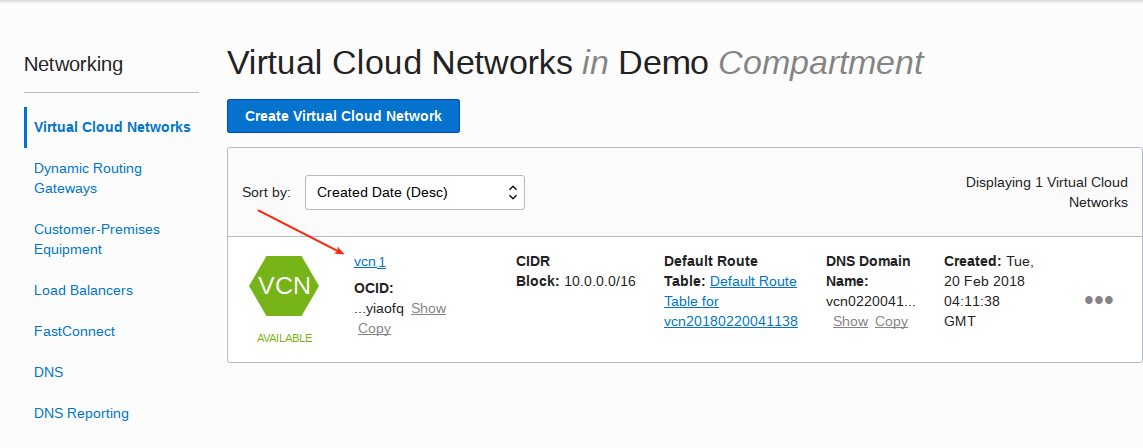 Networking
Virtual Cloud Networks
Dynamic Routing
Gateways
Customer-Premises
Equipment
Load Balancers
FastConnect
DNS
DNS Reporting
Virtual Cloud Networks in Demo Compartment
Create Virtual Cloud Network
Sort by:
Created Date (Desc)
Displaying 1 Virtual Cloud
Networks
VCN
AVAILABLE
vcn 1
OCID:
...yiaofq Show
Copy
CIDR
Block: 10.0.0.0/16
Default Route
Table: Default Route
Table for
vcn20180220041138
DNS Domain
Name:
vcn0220041...
Show Copy
Created: Tue,
20 Feb 2018
04:11:38
GMT